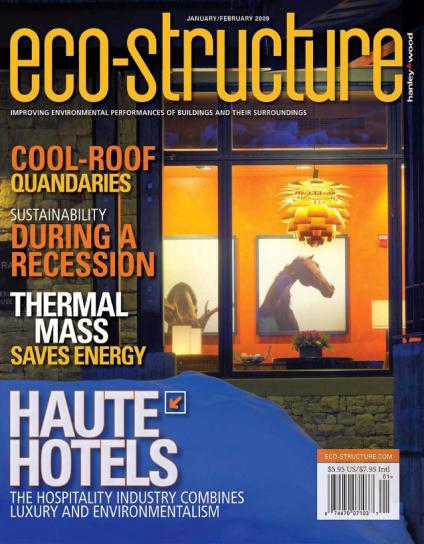 JANUARY/FEBRUARY 2009
eco-structure
hanley wood
IMPROVING ENVIRONMENTAL PERFORMANCES OF BUILDINGS AND THEIR SURROUNDINGS
COOL-ROOF
QUANDARIES
SUSTAINABILITY
DURING A
RECESSION
THERMAL
MASS
SAVES ENERGY
HAUTE
HOTELS
THE HOSPITALITY INDUSTRY COMBINES
LUXURY AND ENVIRONMENTALISM
ECO-STRUCTURE.COM
$5.95 US/$7.95 Intl
01>